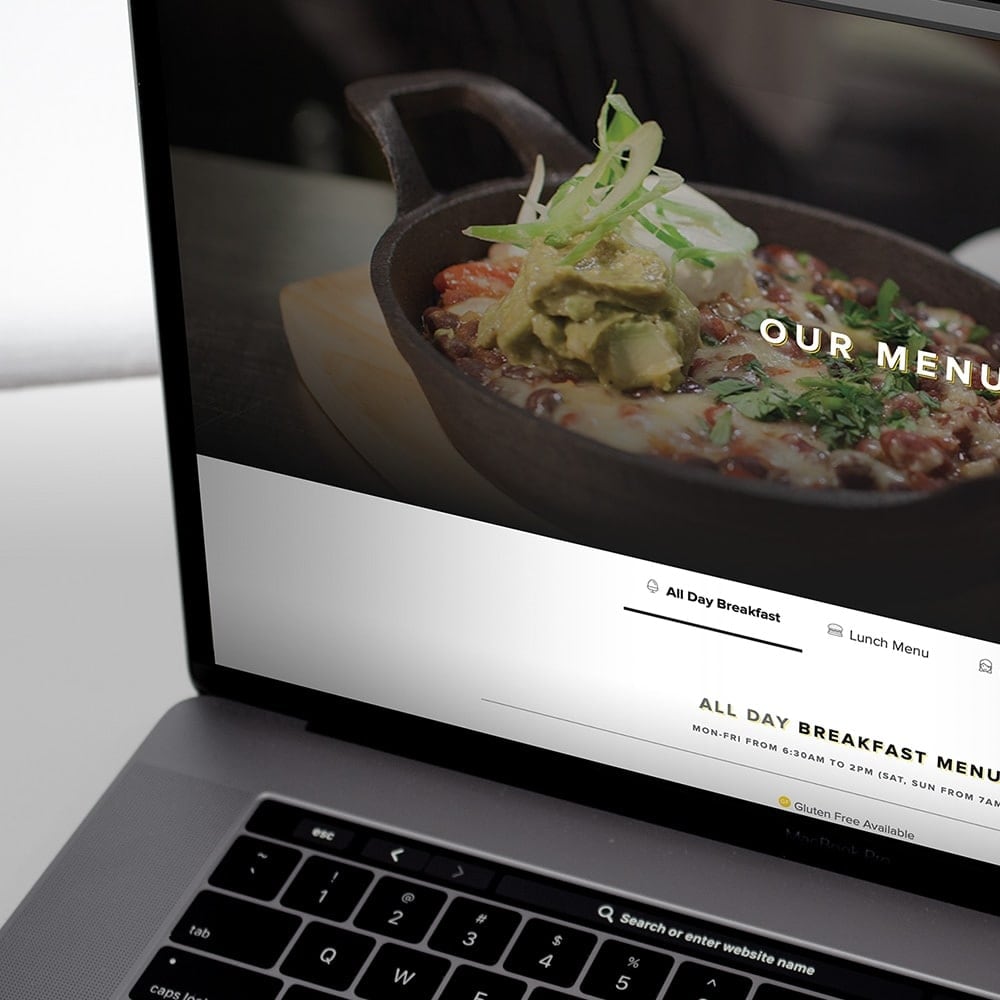 OUR MENU
All Day Breakfast
Lunch Menu
ALL DAY BREAKFAST MENU
MON-FRI FROM 6:30AM TO 2PM (SAT, SUN FROM 7AM
GF Gluten Free Available
MacBook Pro
esc < >
Search or enter website name
~ ` ! 1 @ 2 # 3 $ 4 % 5 ^
tab Q W
caps lock